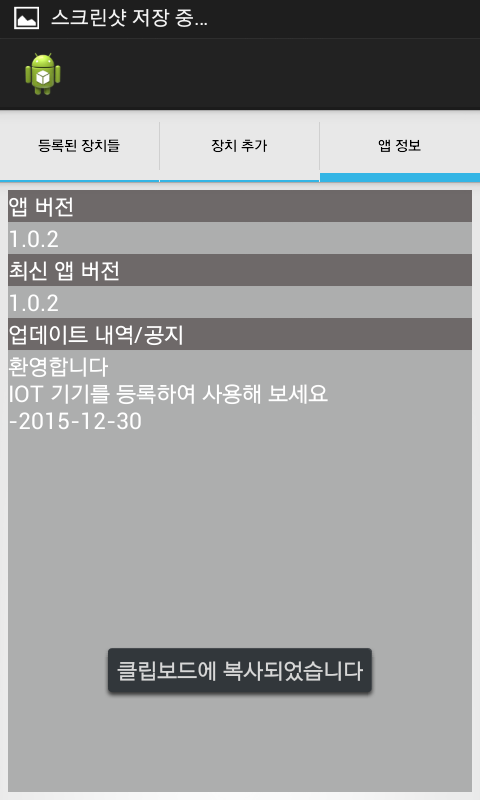 스크린샷 저장 중...
등록된 장치들
장치 추가
앱 정보
앱 버전
1.0.2
최신 앱 버전
1.0.2
업데이트 내역/공지
환영합니다
IOT 기기를 등록하여 사용해 보세요
-2015-12-30
클립보드에 복사되었습니다